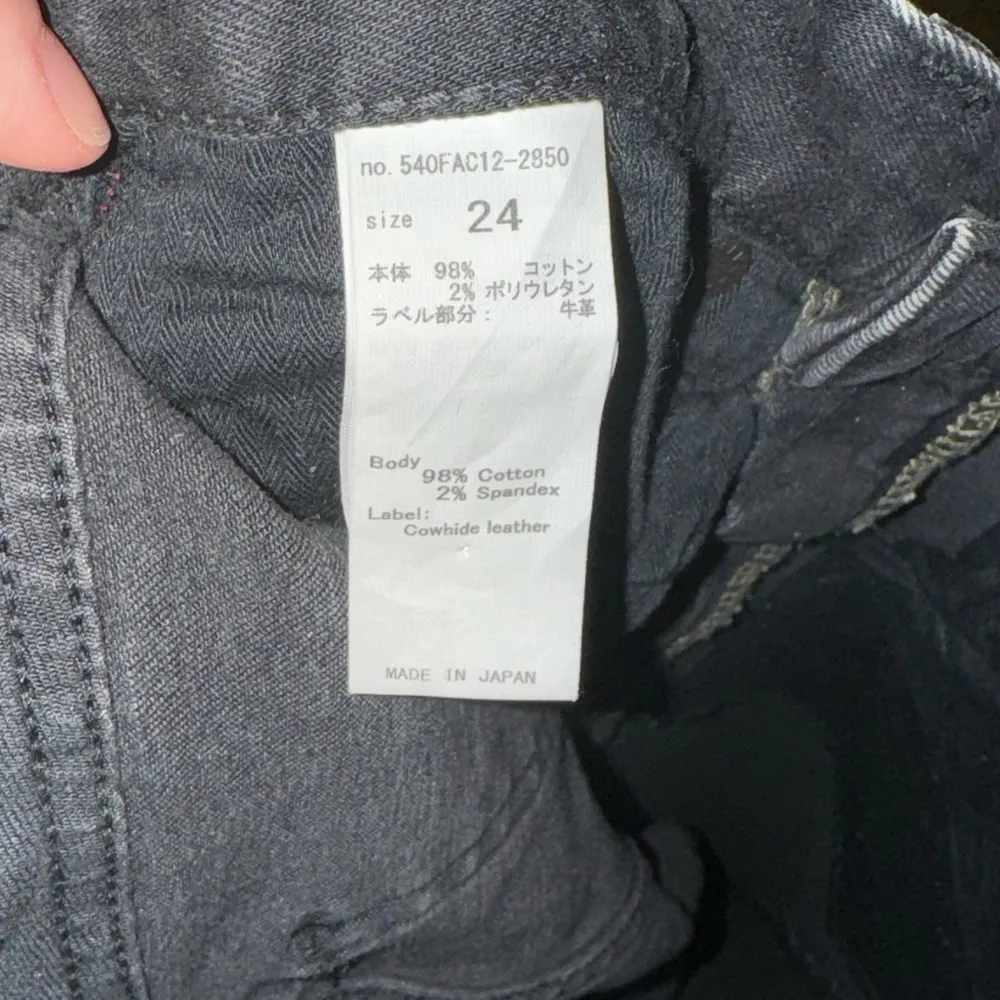 no. 540FAC12-2850
size 24
本体 98% コットン
2% ポリウレタン
ラベル部分： 牛革
Body
98% Cotton
2% Spandex
Label:
Cowhide leather
MADE IN JAPAN